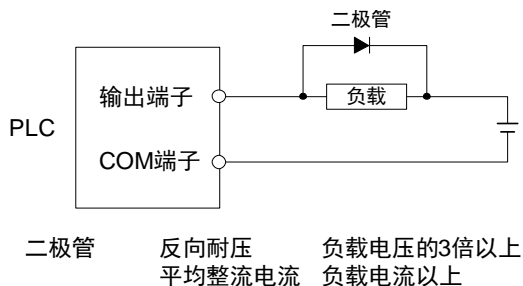 二极管
输出端子
负载
PLC
COM端子
二极管 反向耐压 负载电压的3倍以上
平均整流电流 负载电流以上